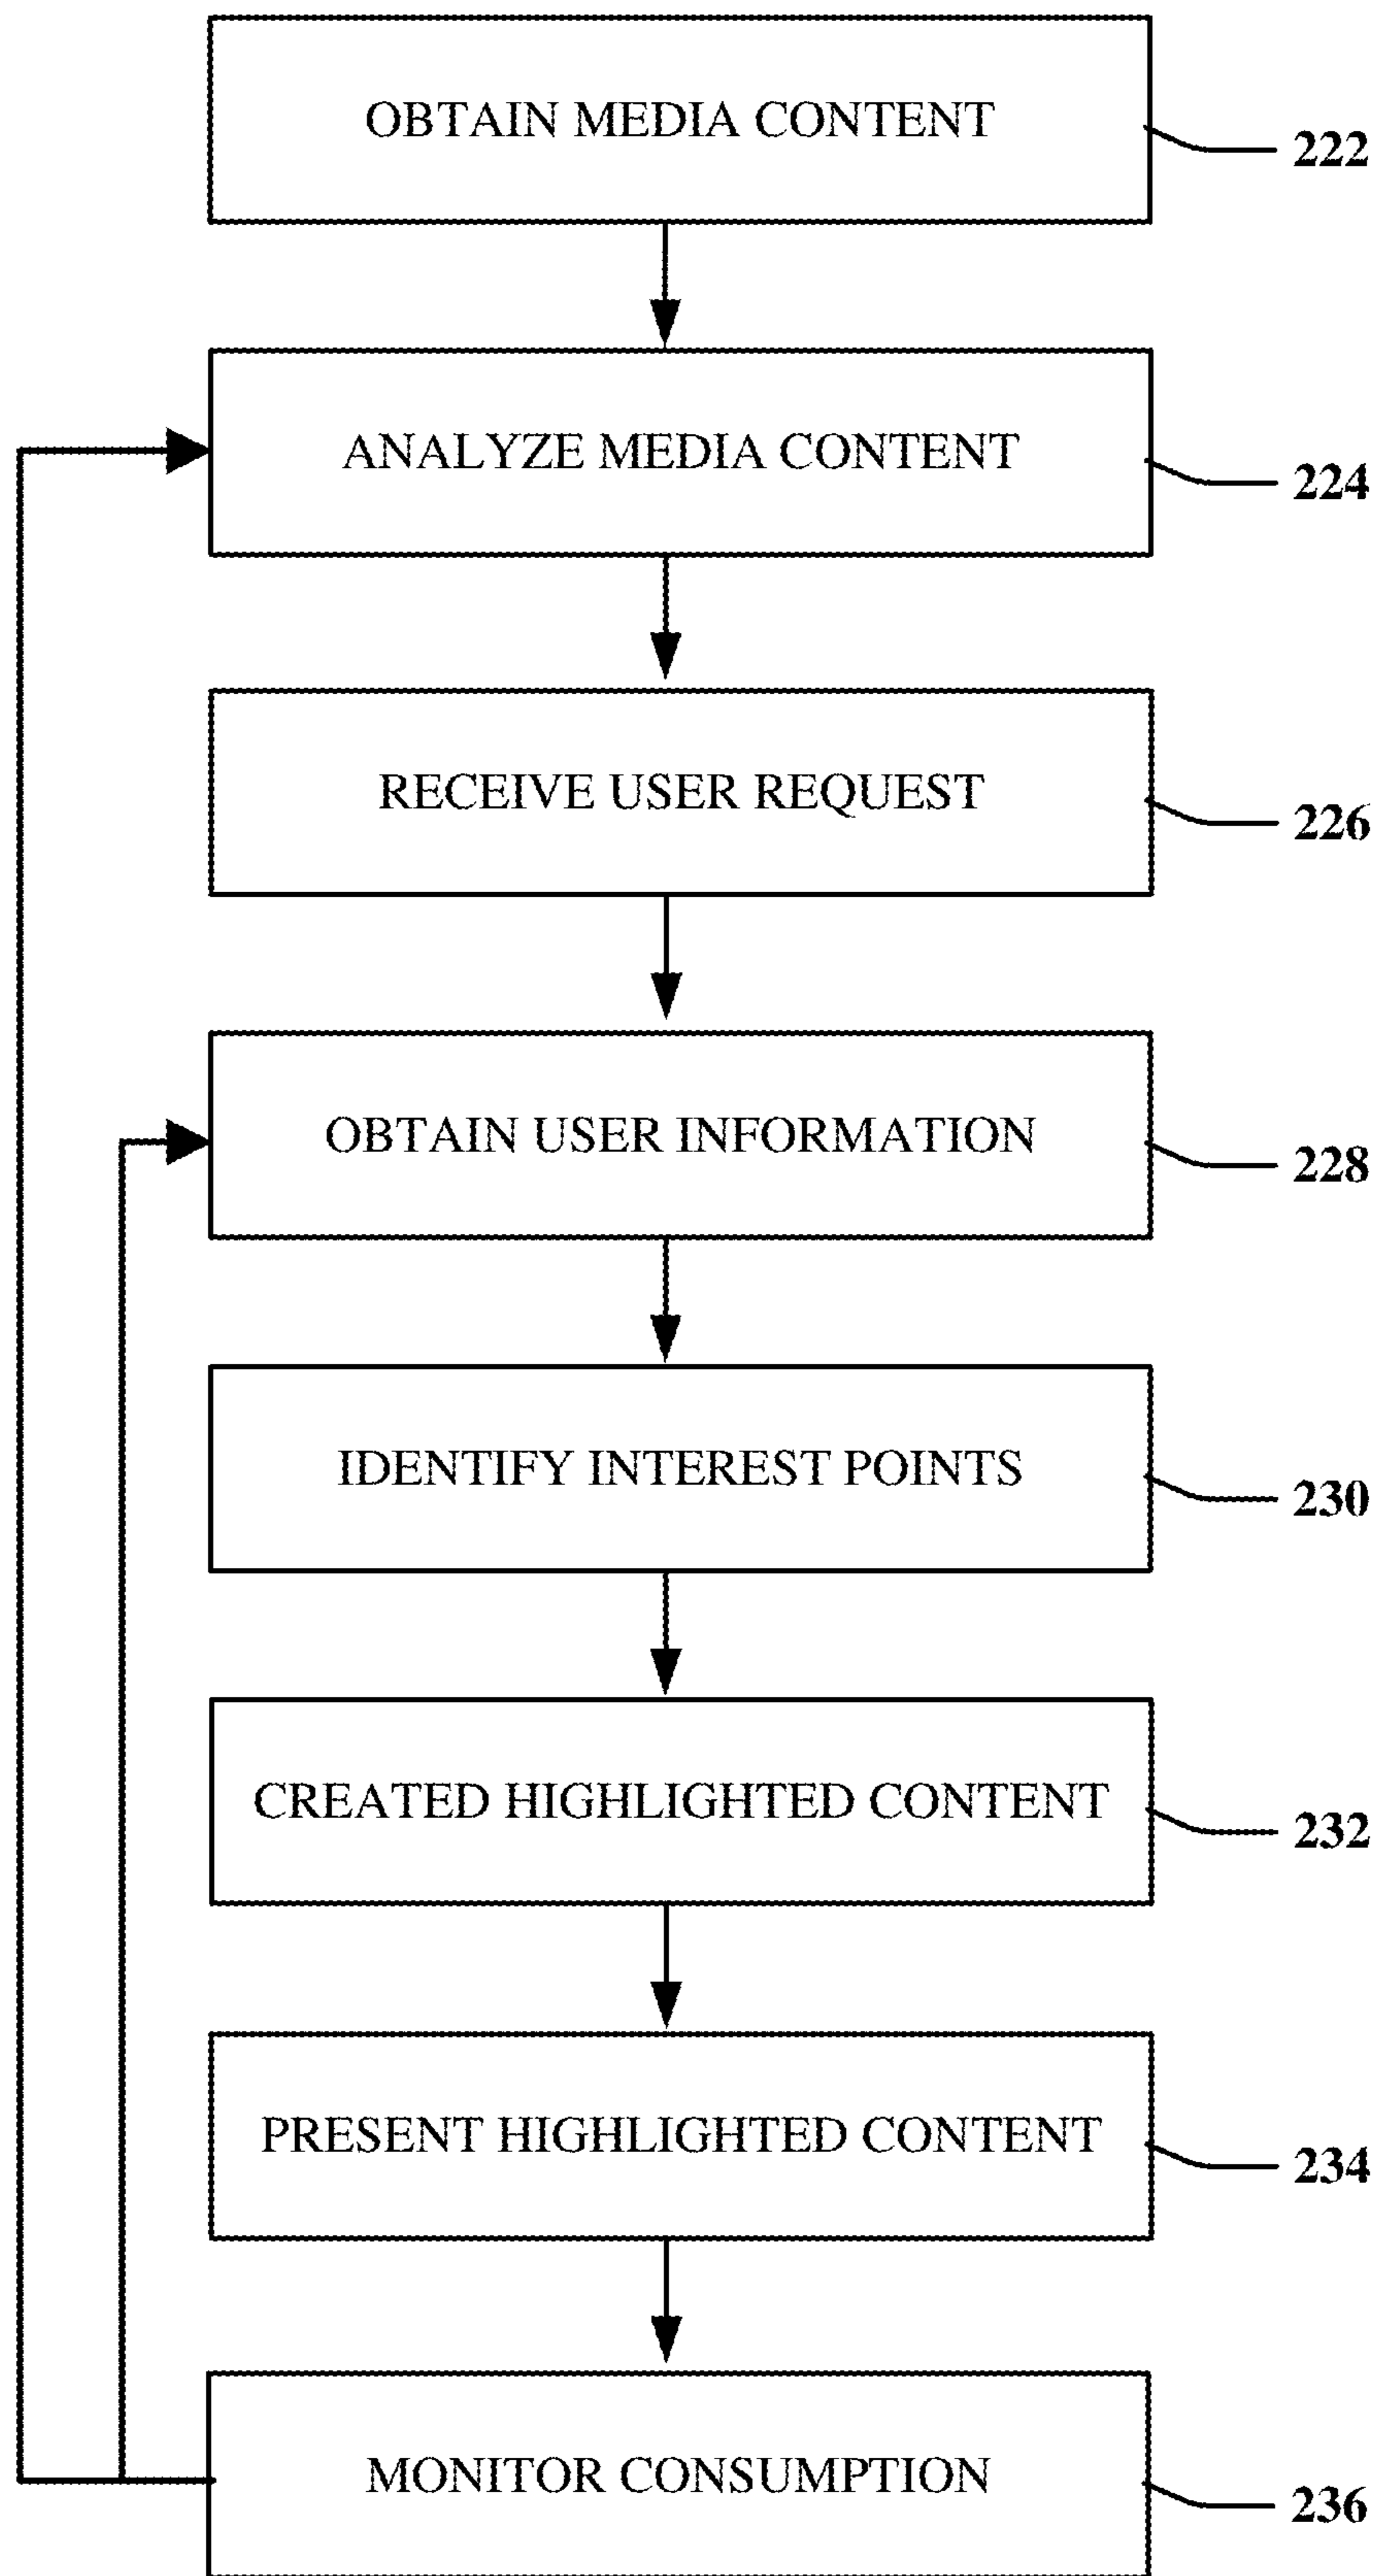 OBTAIN MEDIA CONTENT
222
ANALYZE MEDIA CONTENT
224
RECEIVE USER REQUEST
226
OBTAIN USER INFORMATION
228
IDENTIFY INTEREST POINTS
230
CREATED HIGHLIGHTED CONTENT
232
PRESENT HIGHLIGHTED CONTENT
234
MONITOR CONSUMPTION
236